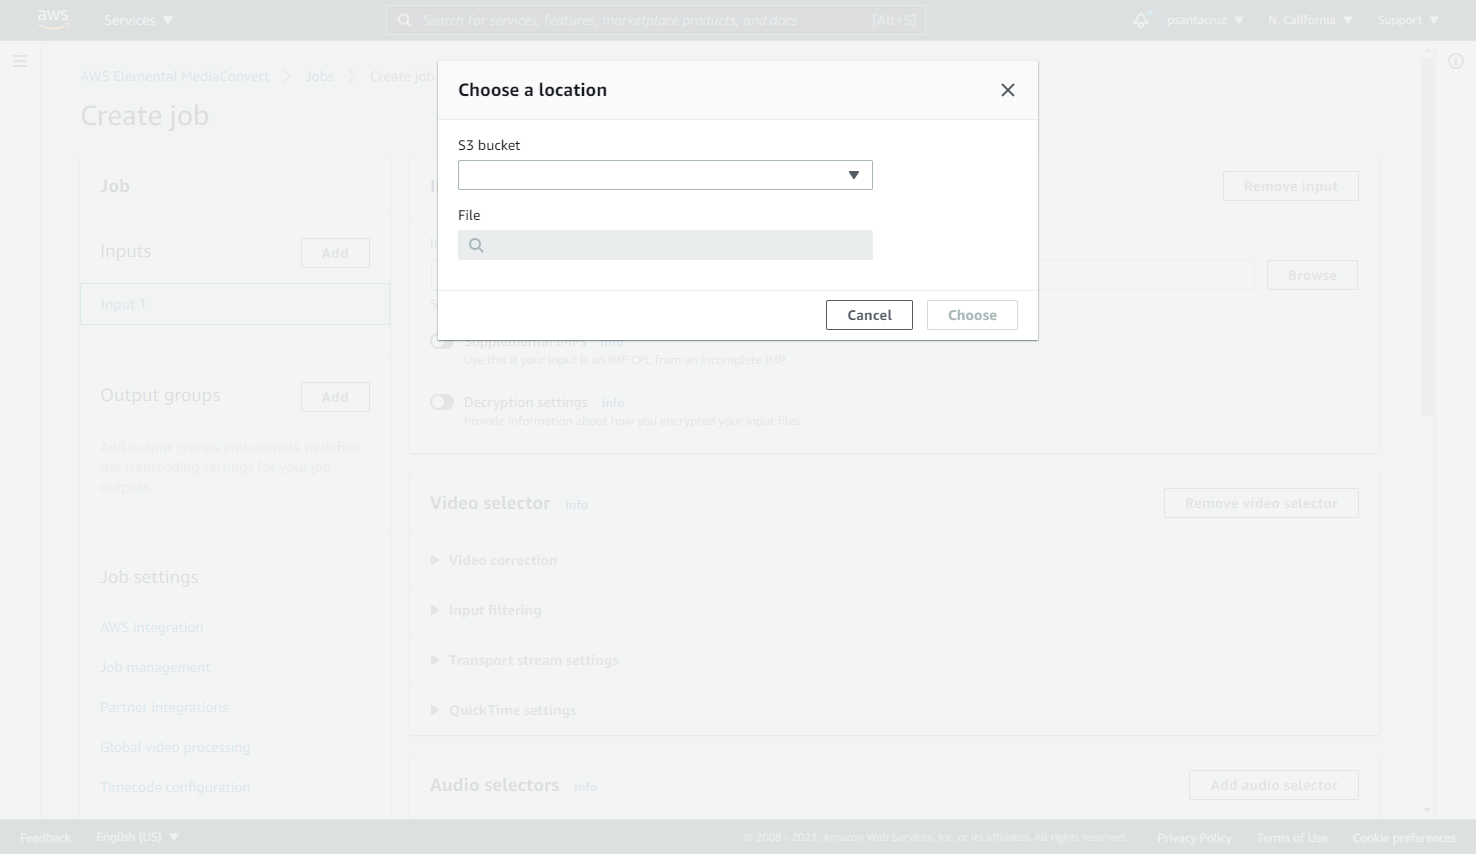 aws
Services
Search for services, features, marketplace products, and docs
[Alt+S]
psantacruz
N. California
Support
AWS Elemental MediaConvert
Jobs
Create job
Create job
Choose a location
S3 bucket
File
Cancel
Choose
Job
Inputs
Add
Input 1
Output groups
Add
Add output groups and outputs to define
the transcoding settings for your job
outputs.
Job settings
AWS integration
Job management
Partner integrations
Global video processing
Timecode configuration
Remove input
Browse
Supplemental IMPs Info
Use this if your input is an IMF CPL from an incomplete IMP.
Decryption settings Info
Provide information about how you encrypted your input files.
Video selector Info
Remove video selector
Video correction
Input filtering
Transport stream settings
QuickTime settings
Audio selectors Info
Add audio selector
Feedback
English (US)
© 2008 - 2021, Amazon Web Services, Inc. or its affiliates. All rights reserved.
Privacy Policy
Terms of Use
Cookie preferences